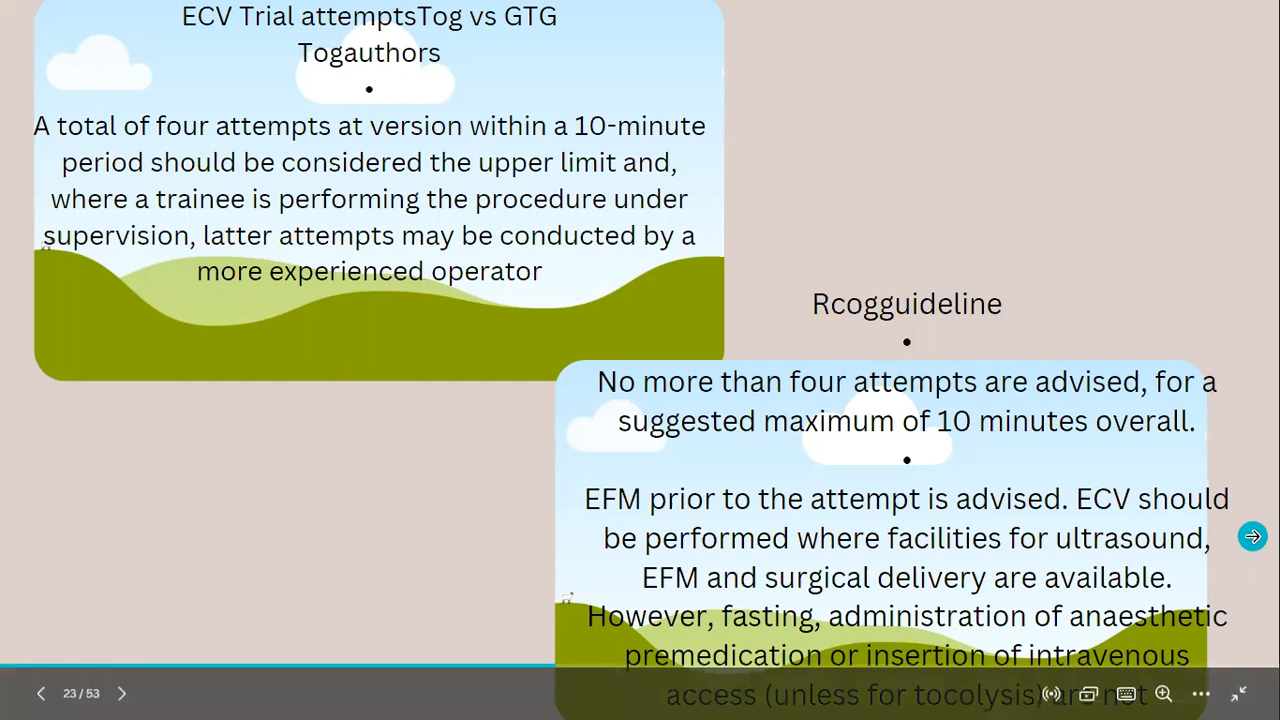 ECV Trial attemptsTog vs GTG
Togauthors
•
A total of four attempts at version within a 10-minute
period should be considered the upper limit and,
where a trainee is performing the procedure under
supervision, latter attempts may be conducted by a
more experienced operator
Rcogguideline
•
No more than four attempts are advised, for a
suggested maximum of 10 minutes overall.
•
EFM prior to the attempt is advised. ECV should
be performed where facilities for ultrasound,
EFM and surgical delivery are available.
However, fasting, administration of anaesthetic
premedication or insertion of intravenous
access (unless for tocolysis) are not
23 / 53